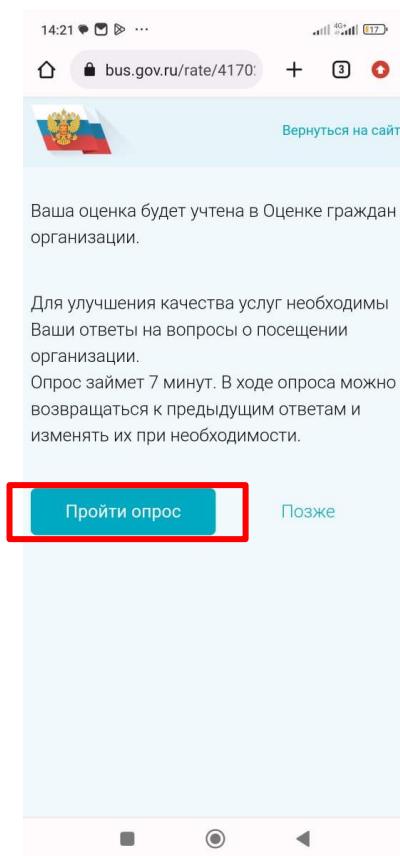 14:21 ... 4G+ 17
bus.gov.ru/rate/4170 3
Вернуться на сайт
Ваша оценка будет учтена в Оценке граждан
организации.
Для улучшения качества услуг необходимы
Ваши ответы на вопросы о посещении
организации.
Опрос займет 7 минут. В ходе опроса можно
возвращаться к предыдущим ответам и
изменять их при необходимости.
Пройти опрос Позже